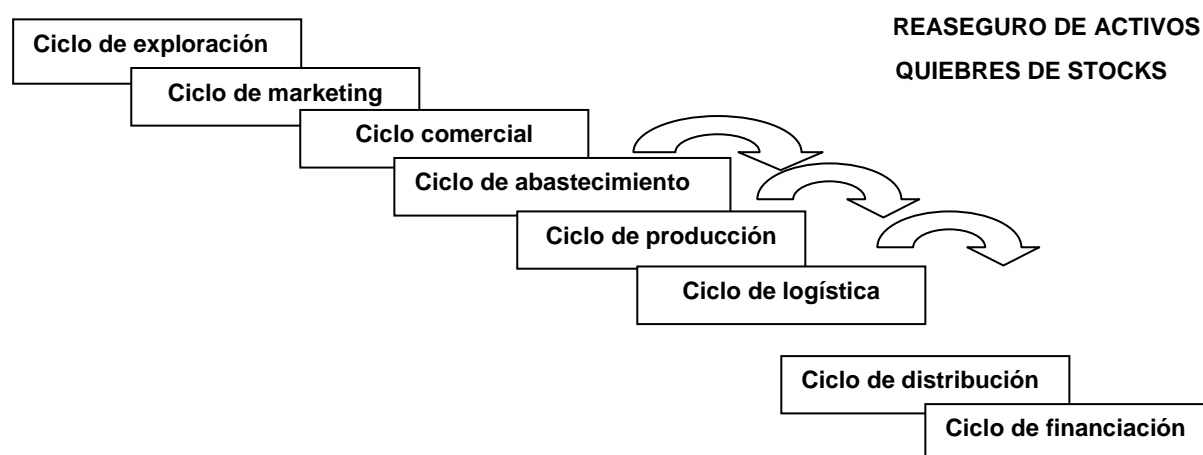 REASEGURO DE ACTIVOS
Ciclo de exploración
QUIEBRES DE STOCKS
Ciclo de marketing
Ciclo comercial
Ciclo de abastecimiento
Ciclo de producción
Ciclo de logística
Ciclo de distribución
Ciclo de financiación